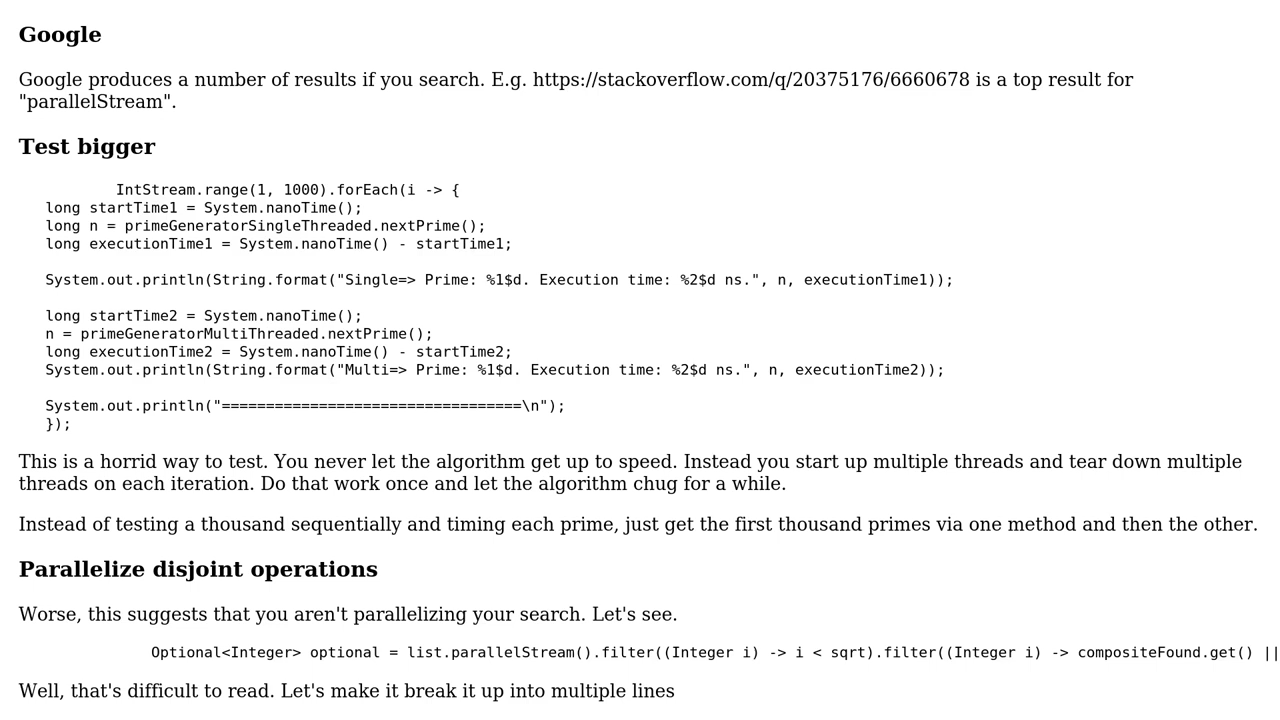 Google
Google produces a number of results if you search. E.g. https://stackoverflow.com/q/20375176/6660678 is a top result for
"parallelStream".
Test bigger
IntStream.range(1, 1000).forEach(i -> {
long startTime1 = System.nanoTime();
long n = primeGeneratorSingleThreaded.nextPrime();
long executionTime1 = System.nanoTime() - startTime1;
System.out.println(String.format("Single=> Prime: %1$d. Execution time: %2$d ns.", n, executionTime1));
long startTime2 = System.nanoTime();
n = primeGeneratorMultiThreaded.nextPrime();
long executionTime2 = System.nanoTime() - startTime2;
System.out.println(String.format("Multi=> Prime: %1$d. Execution time: %2$d ns.", n, executionTime2));
System.out.println("==================================\n");
});
This is a horrid way to test. You never let the algorithm get up to speed. Instead you start up multiple threads and tear down multiple
threads on each iteration. Do that work once and let the algorithm chug for a while.
Instead of testing a thousand sequentially and timing each prime, just get the first thousand primes via one method and then the other.
Parallelize disjoint operations
Worse, this suggests that you aren't parallelizing your search. Let's see.
Optional<Integer> optional = list.parallelStream().filter((Integer i) -> i < sqrt).filter((Integer i) -> compositeFound.get() ||
Well, that's difficult to read. Let's make it break it up into multiple lines